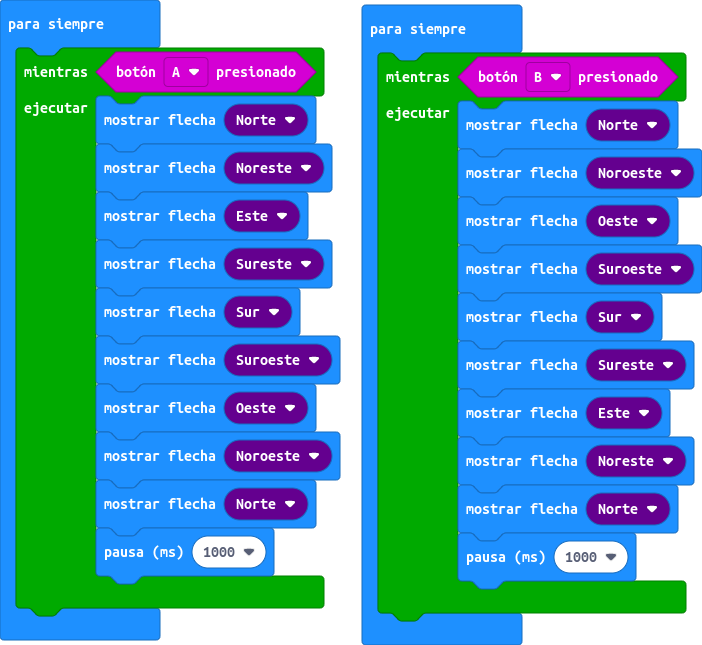 para siempre
mientras botón A presionado
ejecutar
mostrar flecha Norte
mostrar flecha Noreste
mostrar flecha Este
mostrar flecha Sureste
mostrar flecha Sur
mostrar flecha Suroeste
mostrar flecha Oeste
mostrar flecha Noroeste
mostrar flecha Norte
pausa (ms) 1000
para siempre
mientras botón B presionado
ejecutar
mostrar flecha Norte
mostrar flecha Noroeste
mostrar flecha Oeste
mostrar flecha Suroeste
mostrar flecha Sur
mostrar flecha Sureste
mostrar flecha Este
mostrar flecha Noreste
mostrar flecha Norte
pausa (ms) 1000